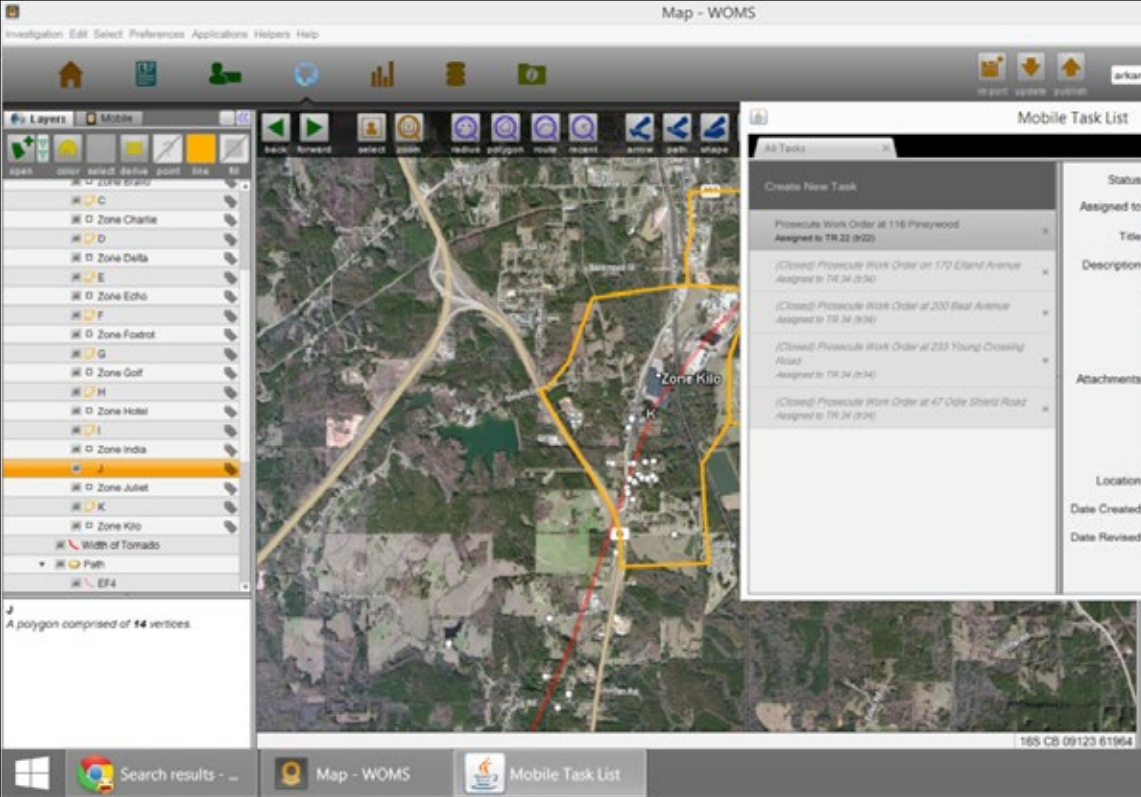 Map - WOMS
Investigation Edit Select Preferences Applications Helpers Help
import update publish
arkan
Layers
Mobile
open color select derive point line fill
Zone Bravo
C
Zone Charlie
D
Zone Delta
E
Zone Echo
F
Zone Foxtrot
G
Zone Golf
H
Zone Hotel
I
Zone India
J
Zone Juliet
K
Zone Kilo
Width of Tornado
Path
EF4
J
A polygon comprised of 14 vertices.
back forward select zoom radius polygon route recent arrow path shape
Zone Kilo
K
Mobile Task List
All Tasks
Create New Task
Prosecute Work Order at 116 Pineywood
Assigned to TR 22 (tr22)
(Closed) Prosecute Work Order on 170 Eiland Avenue
Assigned to TR 34 (tr34)
(Closed) Prosecute Work Order at 200 Beal Avenue
Assigned to TR 34 (tr34)
(Closed) Prosecute Work Order at 233 Young Crossing
Road
Assigned to TR 34 (tr34)
(Closed) Prosecute Work Order at 47 Odie Shield Road
Assigned to TR 34 (tr34)
Status
Assigned to
Title
Description
Attachments
Location
Date Created
Date Revised
16S CB 09123 61964
Search results - ...
Map - WOMS
Mobile Task List